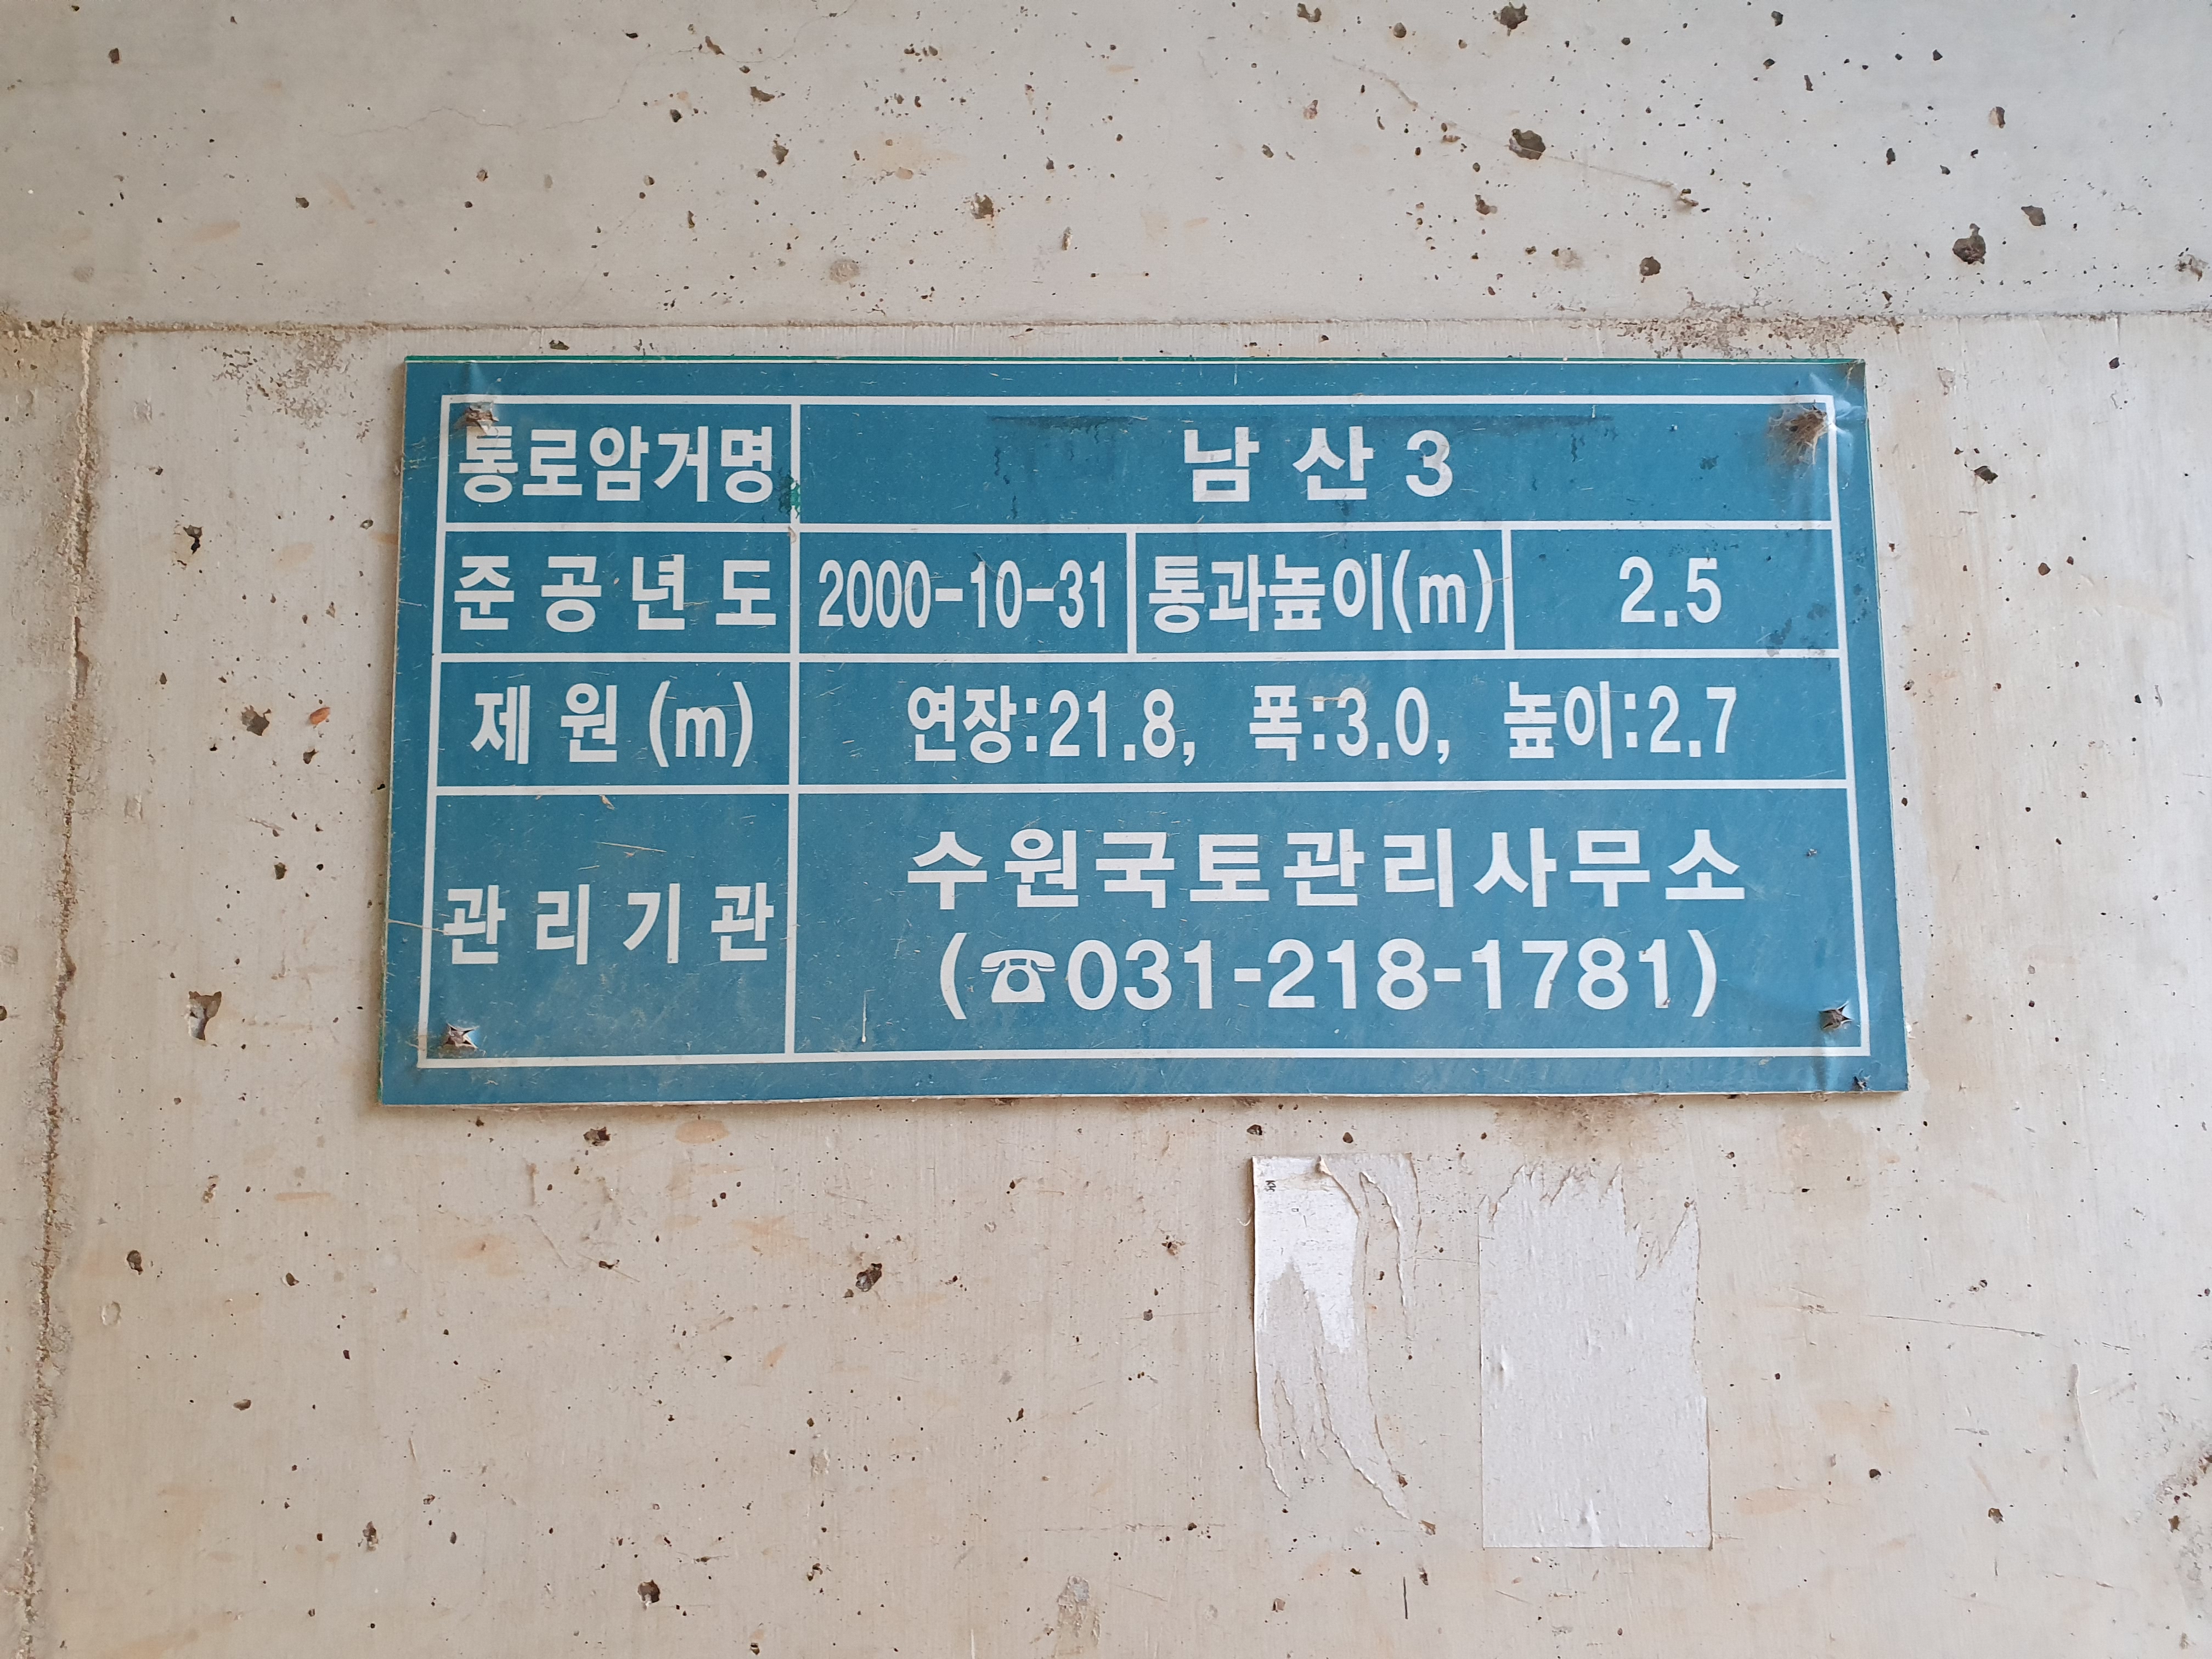 통로암거명 남 산 3
준 공 년 도 2000-10-31 통과높이(m) 2.5
제 원 (m) 연장:21.8, 폭:3.0, 높이:2.7
관 리 기 관 수원국토관리사무소
(☎031-218-1781)